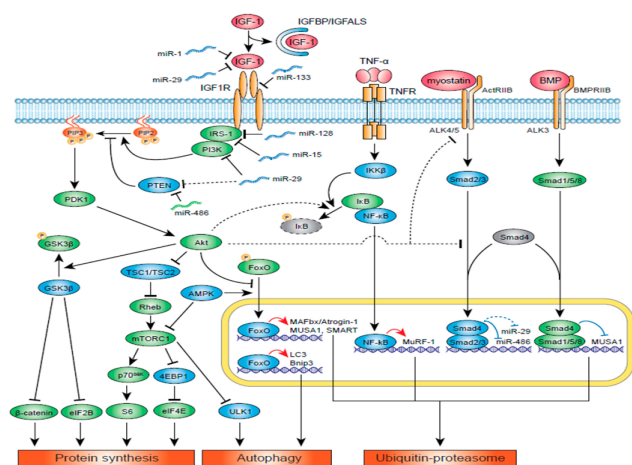 IGF-1
IGFBP/IGFALS
IGF-1
miR-1
IGF-1
miR-29
miR-133
IGF1R
TNF-α
TNFR
myostatin
ActRIIB
BMP
BMPRIIB
ALK4/5
ALK3
PIP3
P
P
P
PIP2
P
P
IRS-1
miR-128
PI3K
miR-15
PTEN
miR-29
miR-486
IKKβ
Smad2/3
Smad1/5/8
PDK1
IκB
NF-κB
P
IκB
P
GSK3β
Akt
Smad4
P
FoxO
TSC1/TSC2
GSK3β
AMPK
Rheb
mTORC1
FoxO
MAFbx/Atrogin-1
MUSA1, SMART
FoxO
LC3
Bnip3
NF-kB
MuRF-1
Smad4
Smad2/3
miR-29
miR-486
Smad4
Smad1/5/8
MUSA1
4EBP1
β-catenin
eIF2B
S6
eIF4E
ULK1
Protein synthesis
Autophagy
Ubiquitin-proteasome